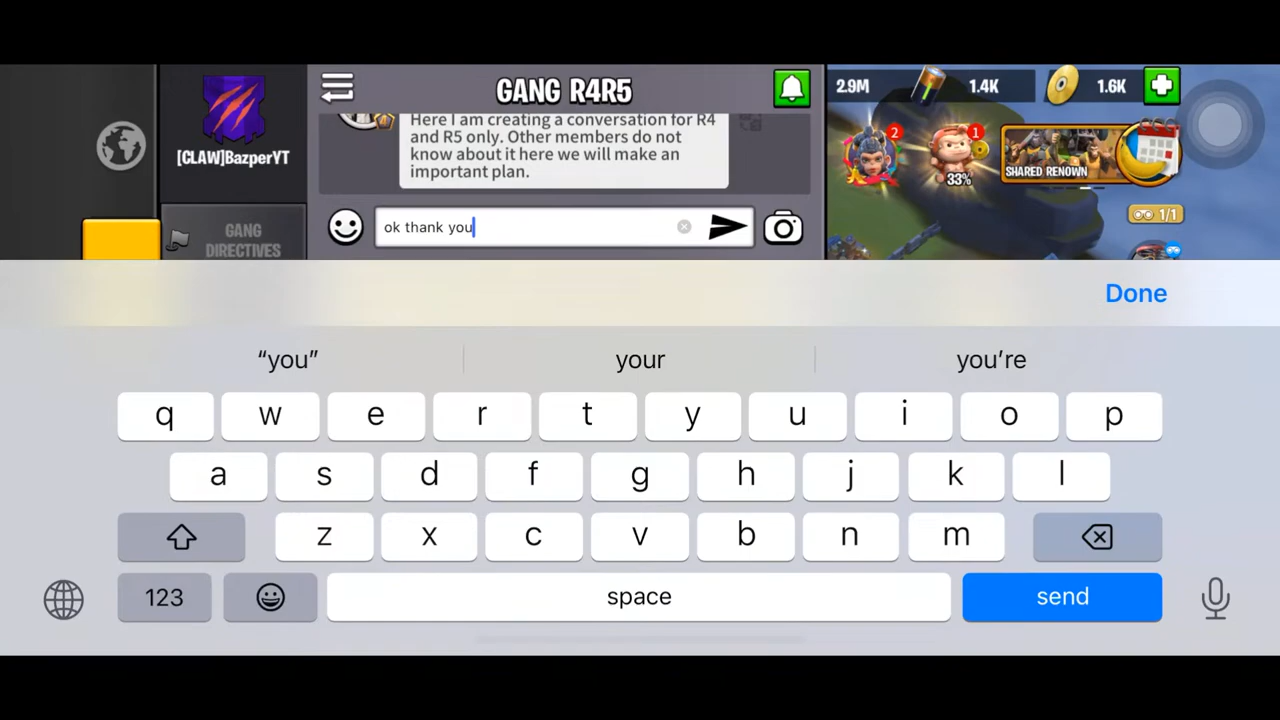 GANG R4R5
2.9M
1.4K
1.6K
[CLAW]BazperYT
Here I am creating a conversation for R4
and R5 only. Other members do not
know about it here we will make an
important plan.
2
1
33%
SHARED RENOWN
1/1
GANG
DIRECTIVES
ok thank you
Done
“you”
your
you’re
q w e r t y u i o p
a s d f g h j k l
z x c v b n m
123
space
send